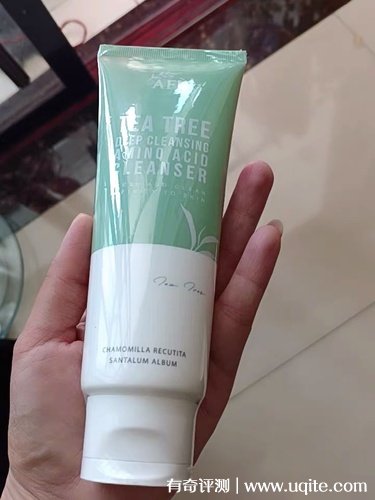 TEA TREE
DEEP CLEANSING
AMINO ACID
CLEANSER
Tea Tree
CHAMOMILLA RECUTITA
SANTALUM ALBUM
有奇评测 | www.uqite.com